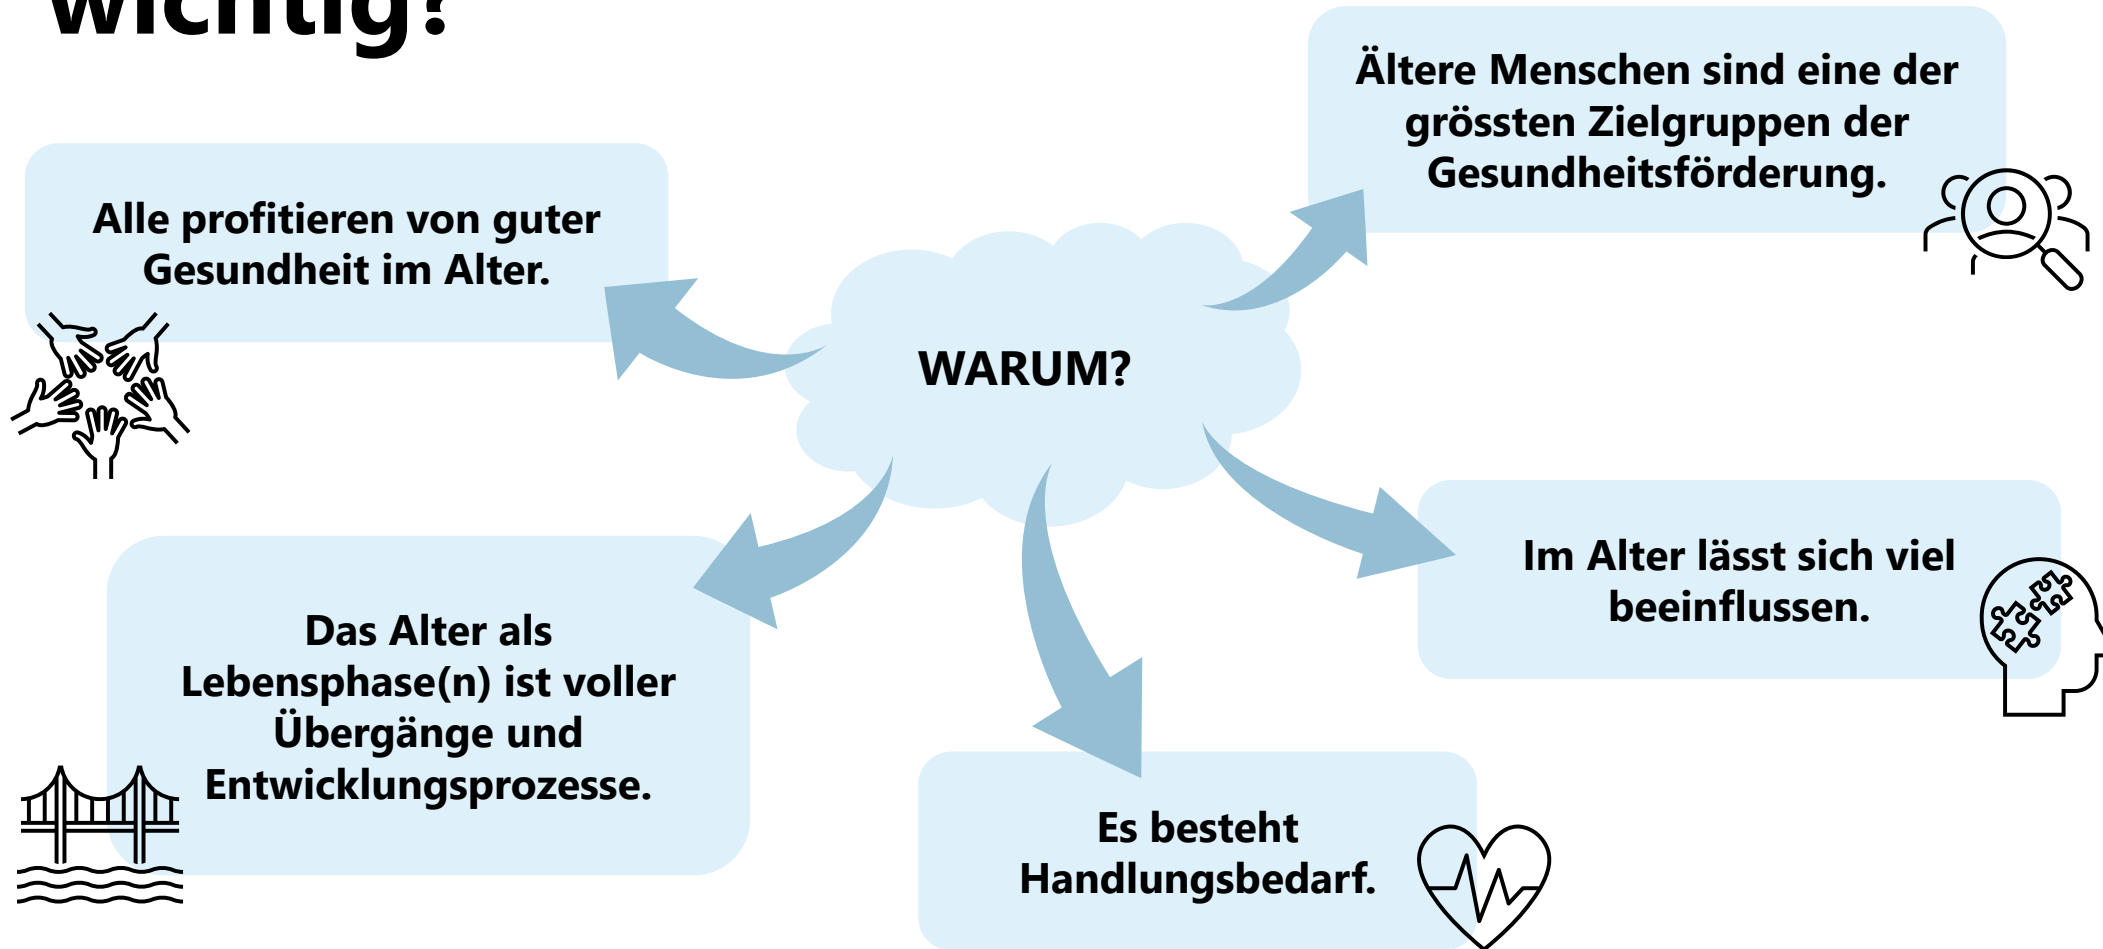 wichtig?
Ältere Menschen sind eine der
grössten Zielgruppen der
Gesundheitsförderung.
Alle profitieren von guter
Gesundheit im Alter.
WARUM?
Im Alter lässt sich viel
beeinflussen.
Das Alter als
Lebensphase(n) ist voller
Übergänge und
Entwicklungsprozesse.
Es besteht
Handlungsbedarf.